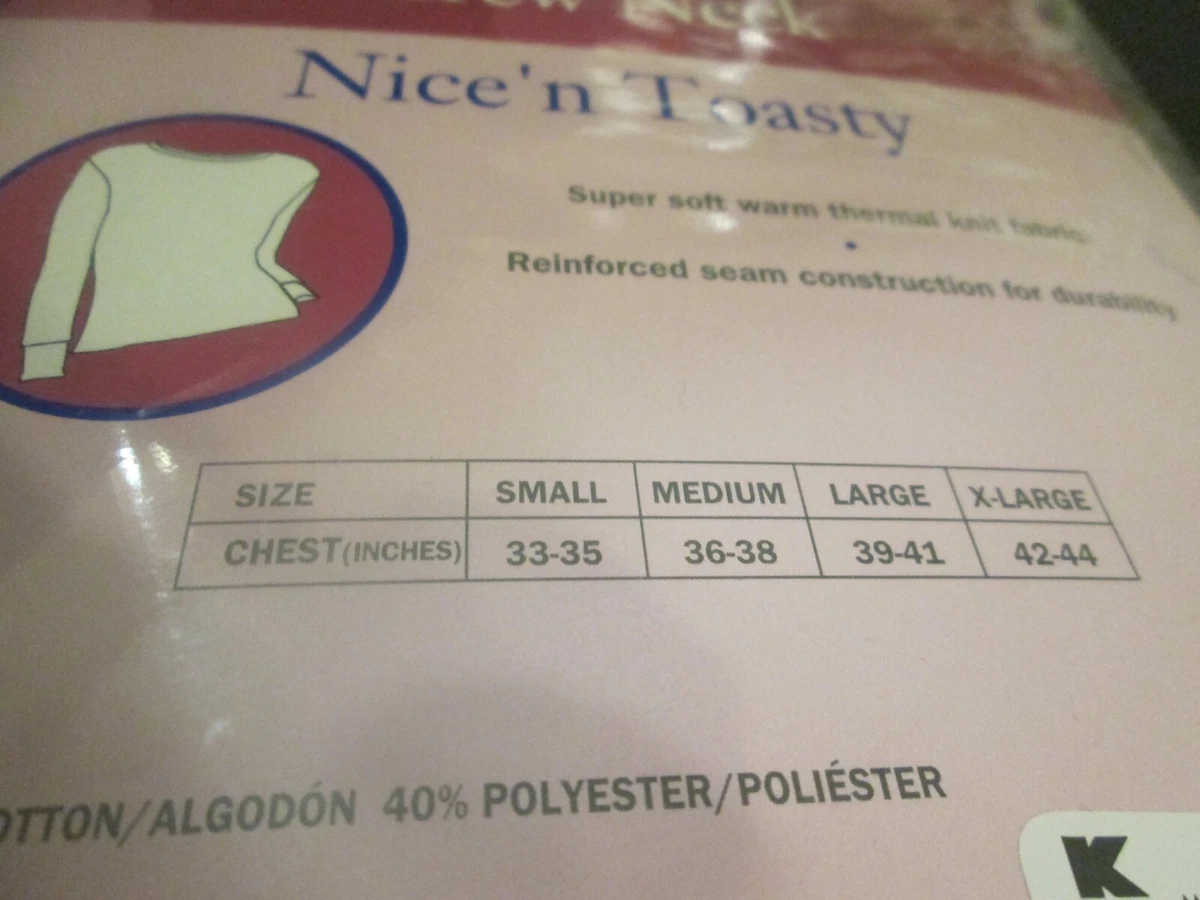 Neck
Nice'n Toasty
Super soft warm thermal knit fabric.
Reinforced seam construction for durability
SIZE SMALL MEDIUM LARGE X-LARGE
CHEST(INCHES) 33-35 36-38 39-41 42-44
OTTON/ALGODÓN 40% POLYESTER/POLIÉSTER
K